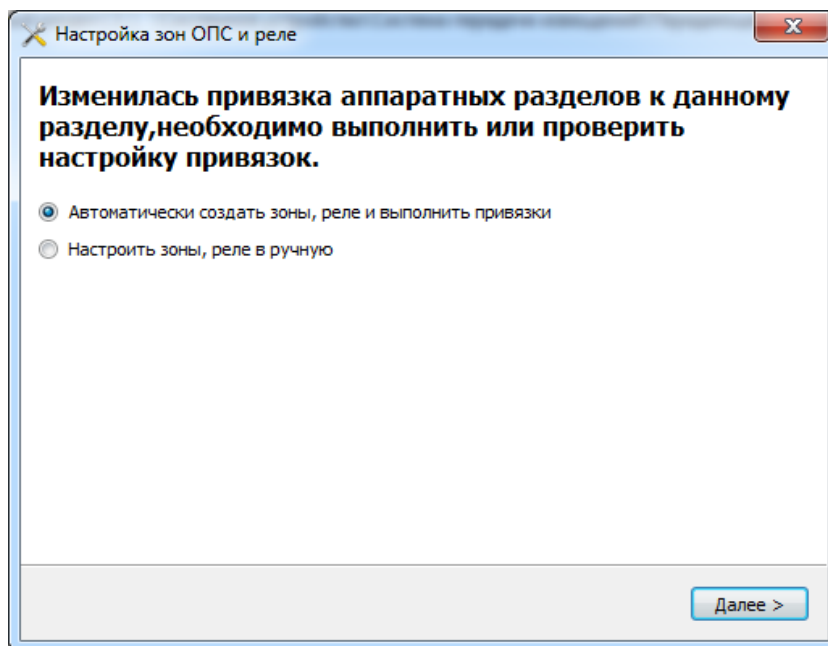 Настройка зон ОПС и реле
Изменилась привязка аппаратных разделов к данному
разделу,необходимо выполнить или проверить
настройку привязок.
Автоматически создать зоны, реле и выполнить привязки
Настроить зоны, реле в ручную
Далее >